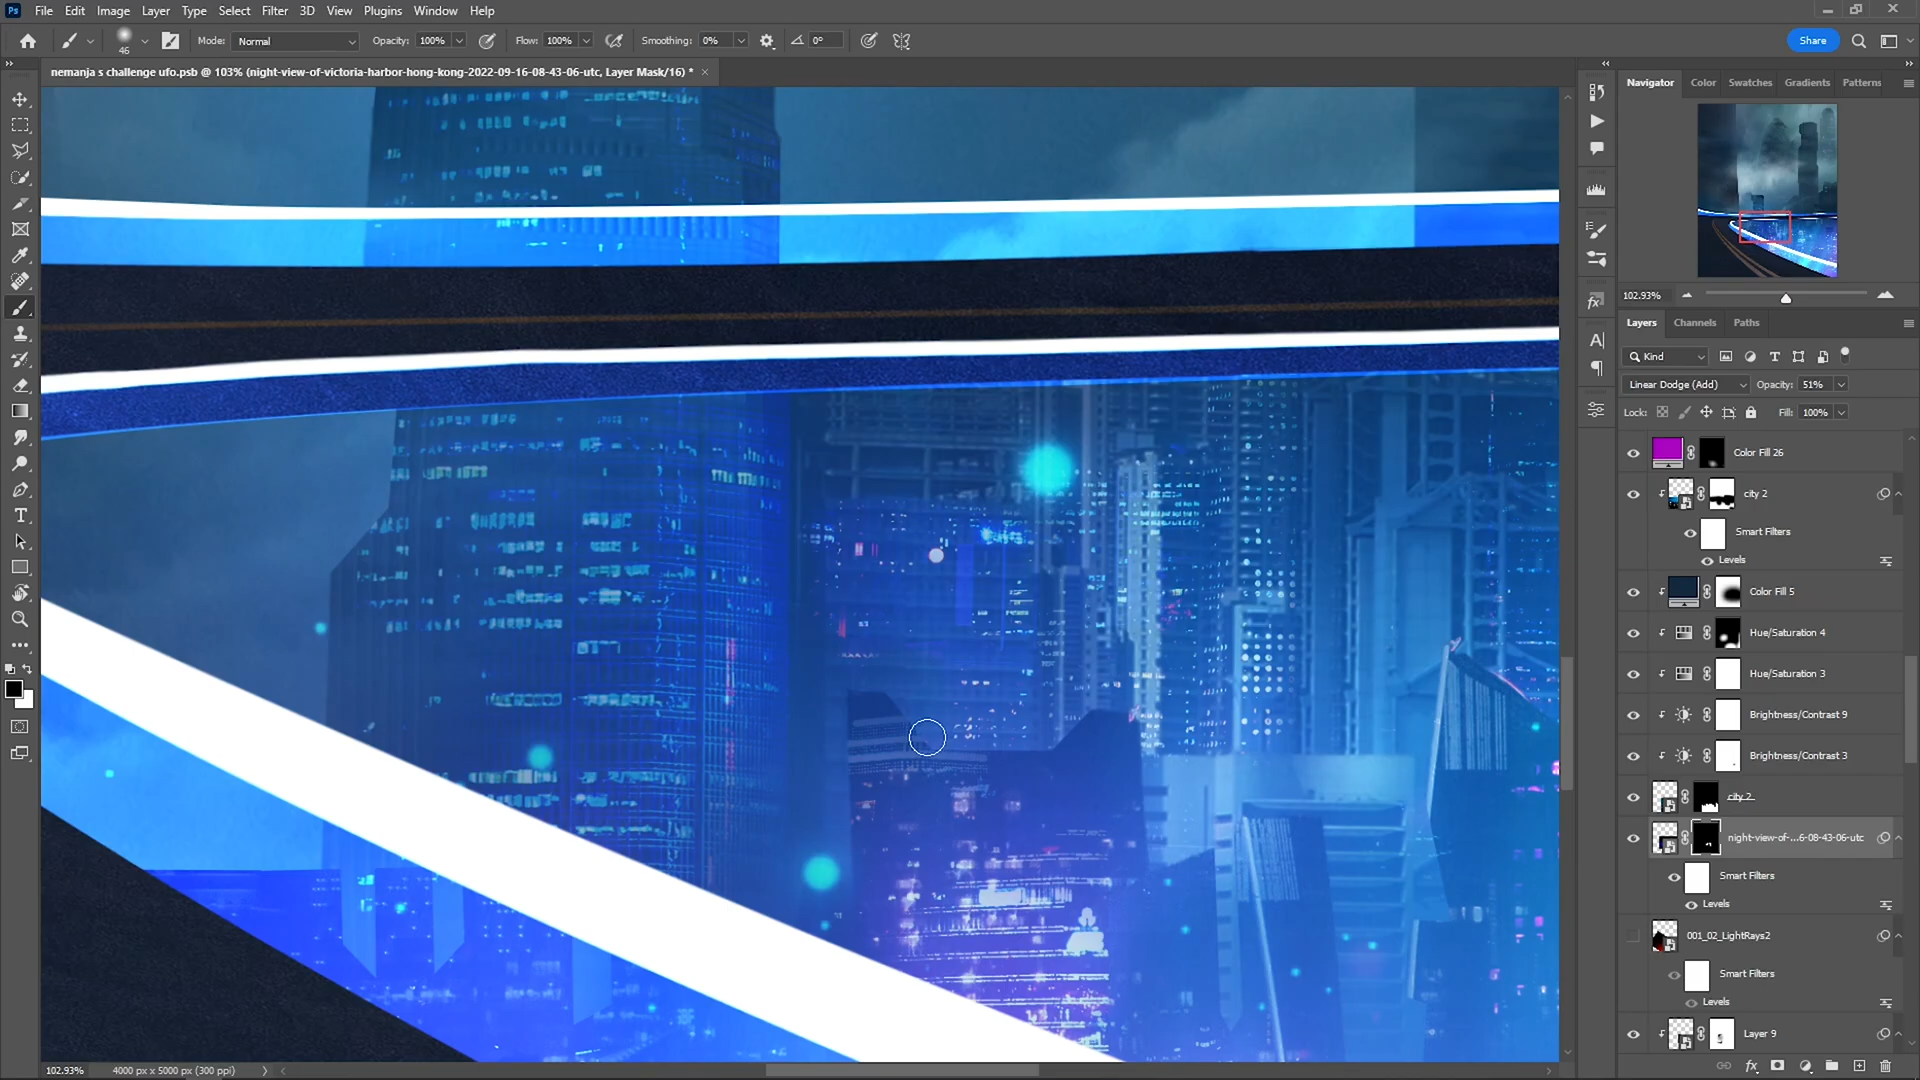 Ps File Edit Image Layer Type Select Filter 3D View Plugins Window Help
46 Mode: Normal Opacity: 100% Flow: 100% Smoothing: 0% 0° Share
nemanja s challenge ufo.psb @ 103% (night-view-of-victoria-harbor-hong-kong-2022-09-16-08-43-06-utc, Layer Mask/16) * ×
Navigator Color Swatches Gradients Patterns
102.93%
Layers Channels Paths
Kind
Linear Dodge (Add) Opacity: 51%
Lock: Fill: 100%
Color Fill 26
city 2
Smart Filters
Levels
Color Fill 5
Hue/Saturation 4
Hue/Saturation 3
Brightness/Contrast 9
Brightness/Contrast 3
city 2
night-view-of-...6-08-43-06-utc
Smart Filters
Levels
001_02_LightRays2
Smart Filters
Levels
Layer 9
102.93% 4000 px x 5000 px (300 ppi)